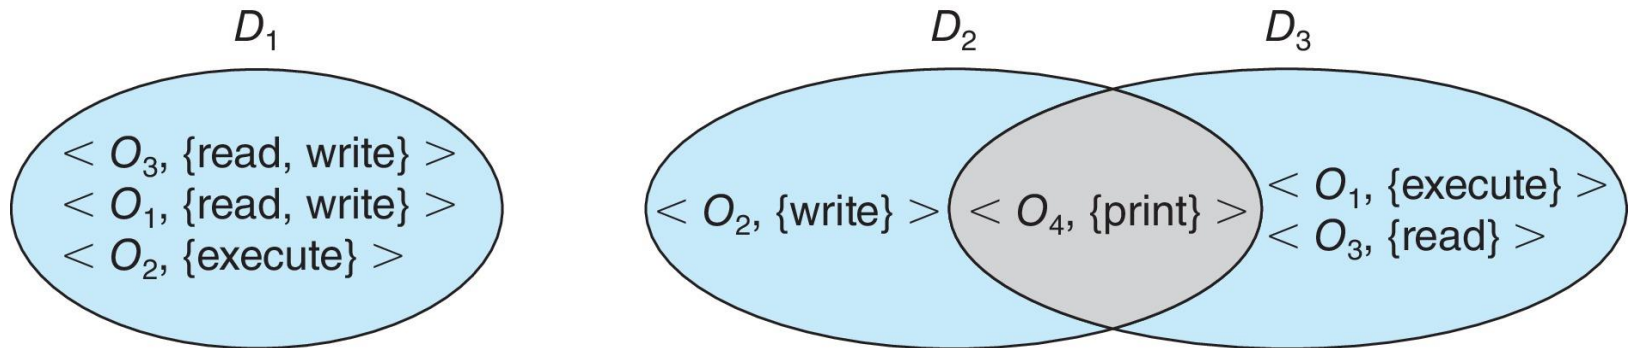 D₁
< O₃, {read, write} >
< O₁, {read, write} >
< O₂, {execute} >
D₂
D₃
< O₂, {write} >
< O₄, {print} >
< O₁, {execute} >
< O₃, {read} >